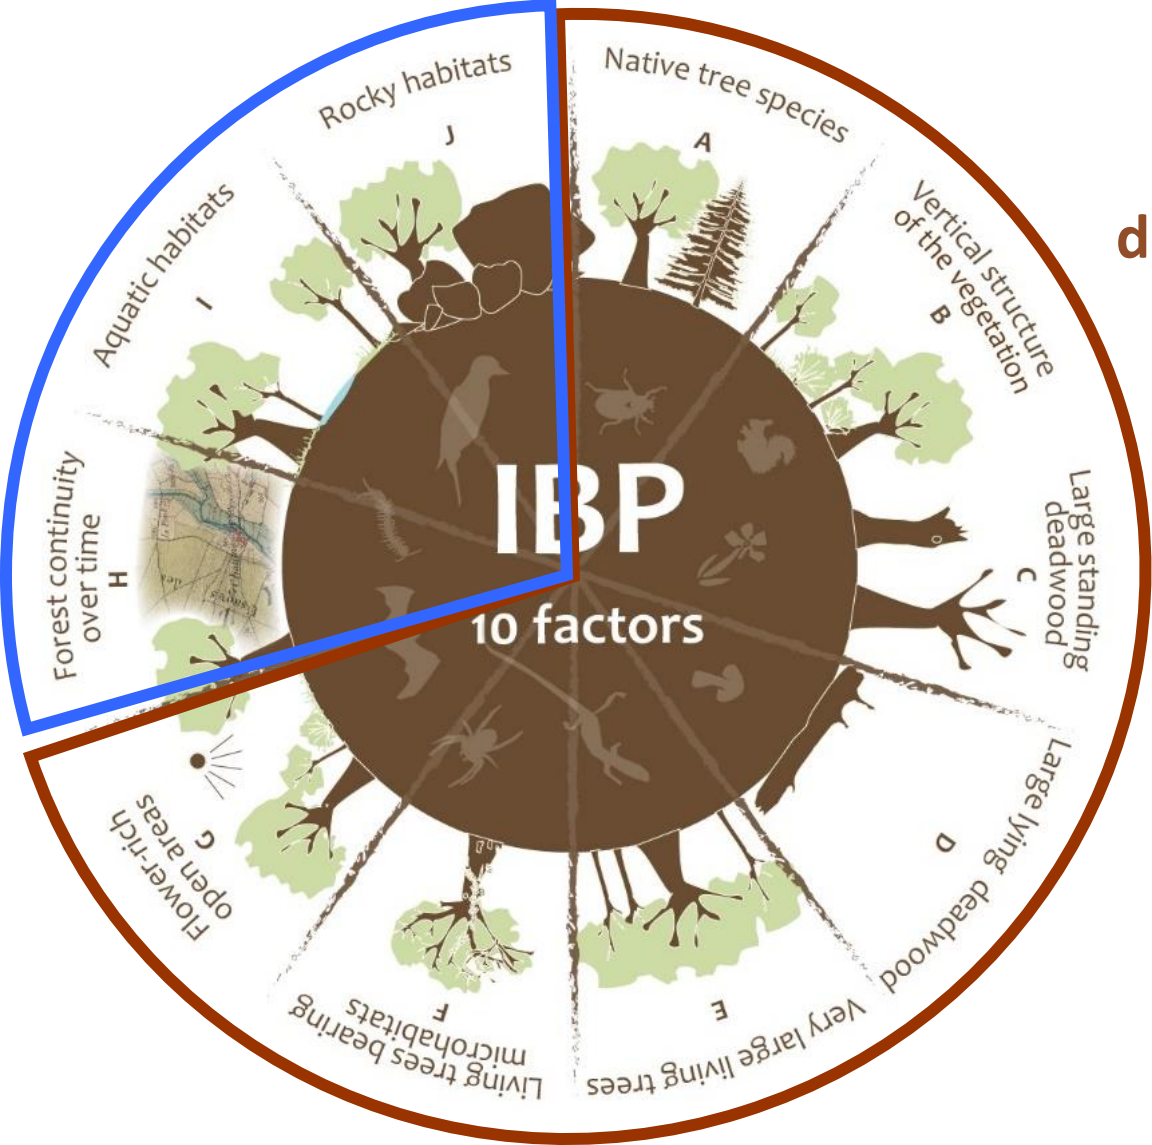 Native tree species
A
Vertical structure
of the vegetation
B
Large standing
deadwood
C
Large lying deadwood
D
Very large living trees
E
Living trees bearing
microhabitats
F
Flower-rich
open areas
G
Forest continuity
over time
H
Aquatic habitats
I
Rocky habitats
J
IBP
10 factors
d